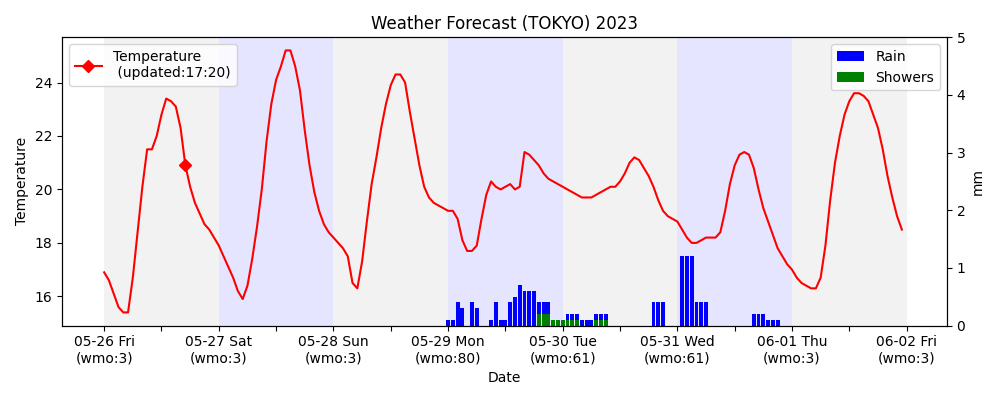 Weather Forecast (TOKYO) 2023
Temperature
(updated:17:20)
Rain
Showers
Temperature
24
22
20
18
16
5
4
3
2
1
0
mm
05-26 Fri
(wmo:3)
05-27 Sat
(wmo:3)
05-28 Sun
(wmo:3)
05-29 Mon
(wmo:80)
05-30 Tue
(wmo:61)
05-31 Wed
(wmo:61)
06-01 Thu
(wmo:3)
06-02 Fri
(wmo:3)
Date